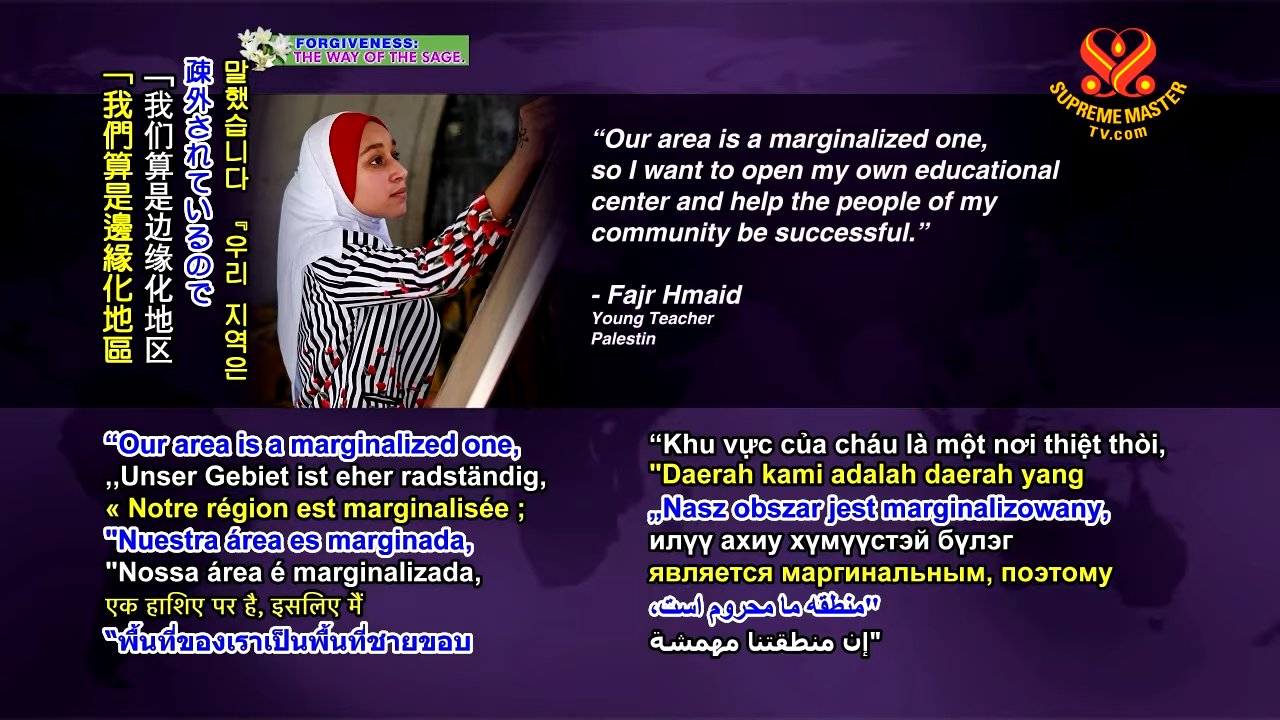 FORGIVENESS:
THE WAY OF THE SAGE.
SUPREME MASTER
TV.com
「我們算是邊緣化地區
「我们算是边缘化地区
疎外されているので
말했습니다 『우리 지역은
“Our area is a marginalized one,
so I want to open my own educational
center and help the people of my
community be successful.”
- Fajr Hmaid
Young Teacher
Palestin
“Our area is a marginalized one,
,,Unser Gebiet ist eher radständig,
« Notre région est marginalisée ;
"Nuestra área es marginada,
"Nossa área é marginalizada,
एक हाशिए पर है, इसलिए मैं
“พื้นที่ของเราเป็นพื้นที่ชายขอบ
“Khu vực của cháu là một nơi thiệt thòi,
"Daerah kami adalah daerah yang
„Nasz obszar jest marginalizowany,
илүү ахиу хүмүүстэй бүлэг
является маргинальным, поэтому
"منطقه ما محروم است،
"إن منطقتنا مهمشة